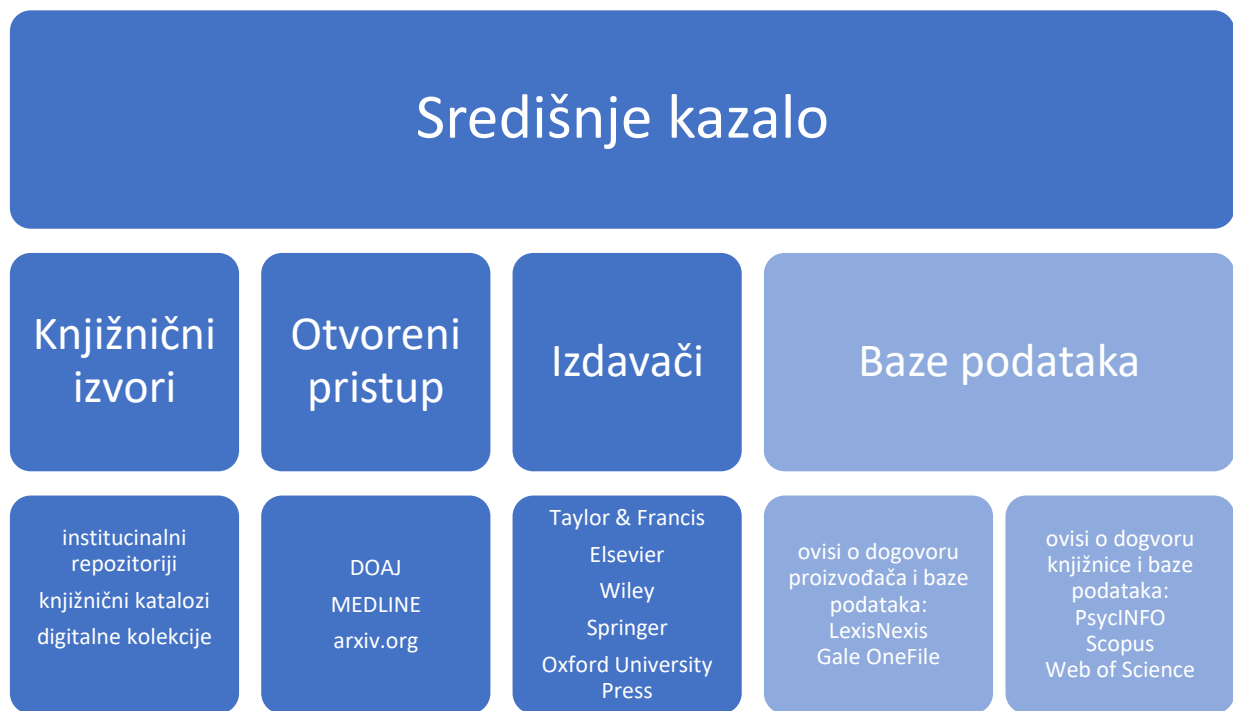 Središnje kazalo
Knjižnični
izvori
Otvoreni
pristup
Izdavači
Baze podataka
institucinalni
repozitoriji
knjižnični katalozi
digitalne kolekcije
DOAJ
MEDLINE
arxiv.org
Taylor & Francis
Elsevier
Wiley
Springer
Oxford University
Press
ovisi o dogovoru
proizvođača i baze
podataka:
LexisNexis
Gale OneFile
ovisi o dogvoru
knjižnice i baze
podataka:
PsycINFO
Scopus
Web of Science